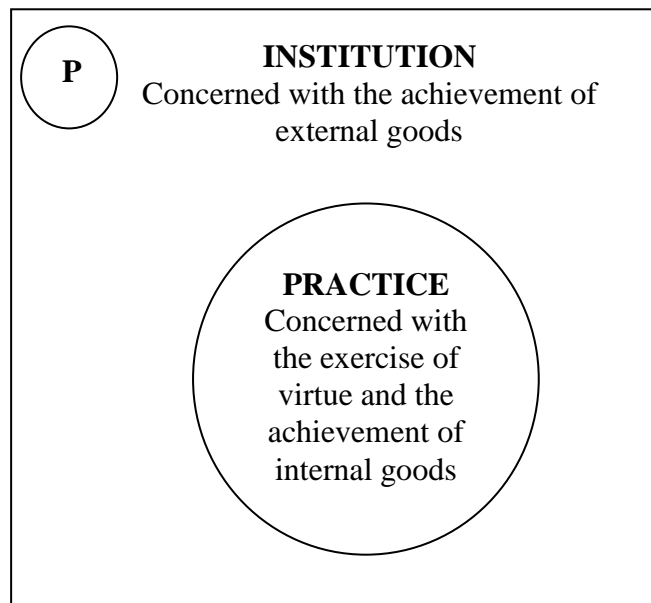 P
INSTITUTION
Concerned with the achievement of
external goods
PRACTICE
Concerned with
the exercise of
virtue and the
achievement of
internal goods